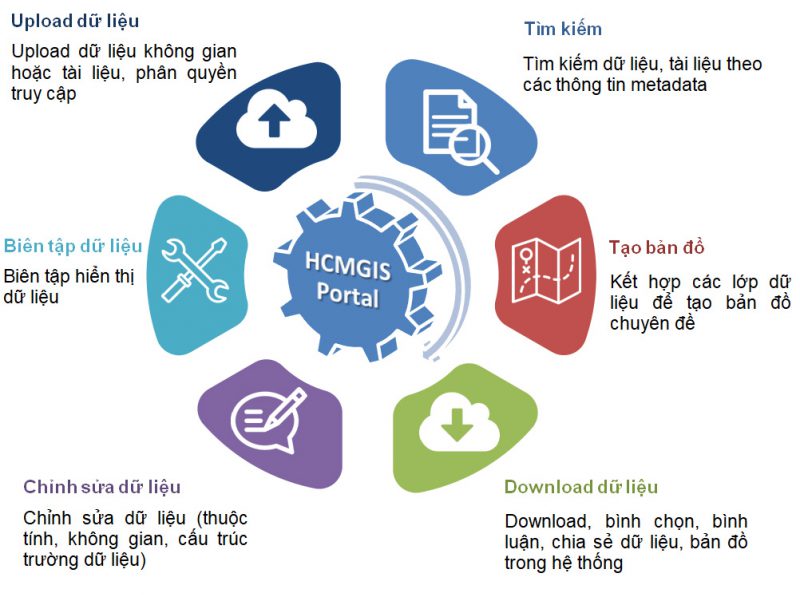 Upload dữ liệu
Upload dữ liệu không gian
hoặc tài liệu, phân quyền
truy cập
Tìm kiếm
Tìm kiếm dữ liệu, tài liệu theo
các thông tin metadata
Biên tập dữ liệu
Biên tập hiển thị
dữ liệu
HCMGIS
Portal
Tạo bản đồ
Kết hợp các lớp dữ
liệu để tạo bản đồ
chuyên đề
Chỉnh sửa dữ liệu
Chỉnh sửa dữ liệu (thuộc
tính, không gian, cấu trúc
trường dữ liệu)
Download dữ liệu
Download, bình chọn, bình
luận, chia sẻ dữ liệu, bản đồ
trong hệ thống